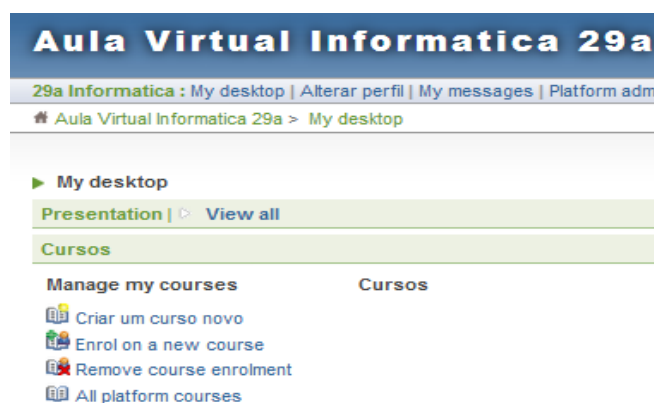 Aula Virtual Informatica 29a
29a Informatica : My desktop | Alterar perfil | My messages | Platform adm
Aula Virtual Informatica 29a > My desktop
My desktop
Presentation | View all
Cursos
Manage my courses Cursos
Criar um curso novo
Enrol on a new course
Remove course enrolment
All platform courses